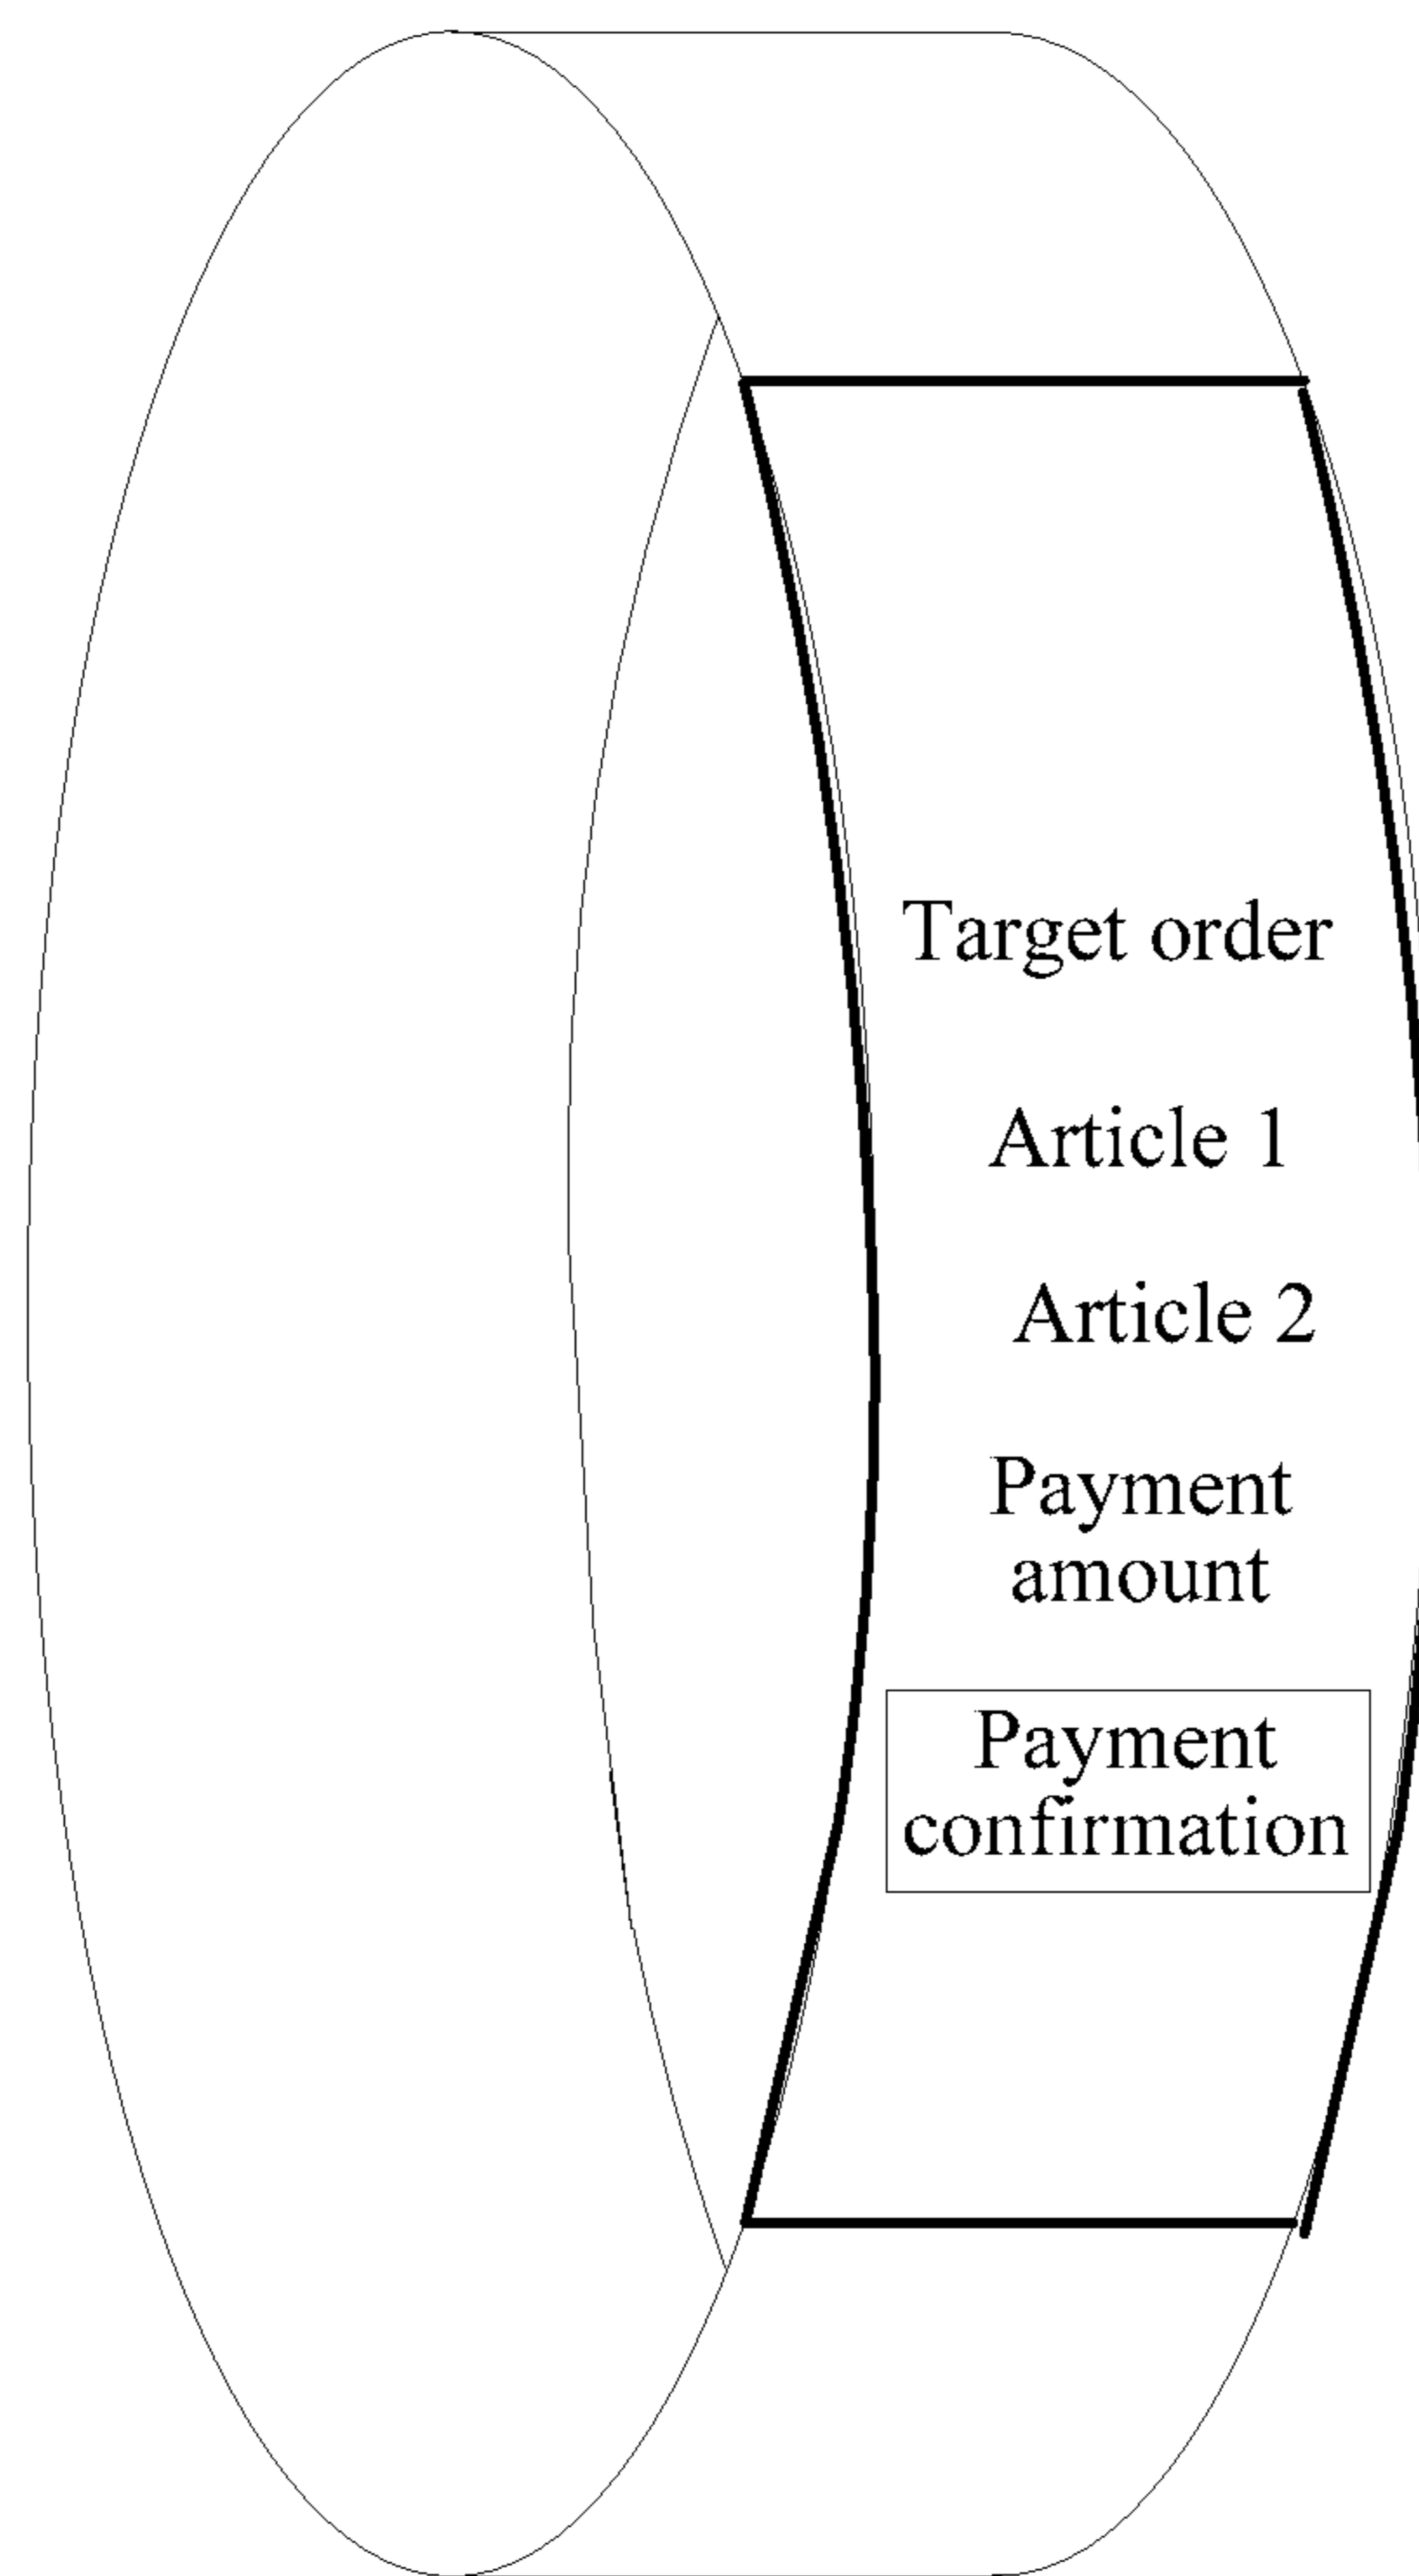 Target order
Article 1
Article 2
Payment
amount
Payment
confirmation